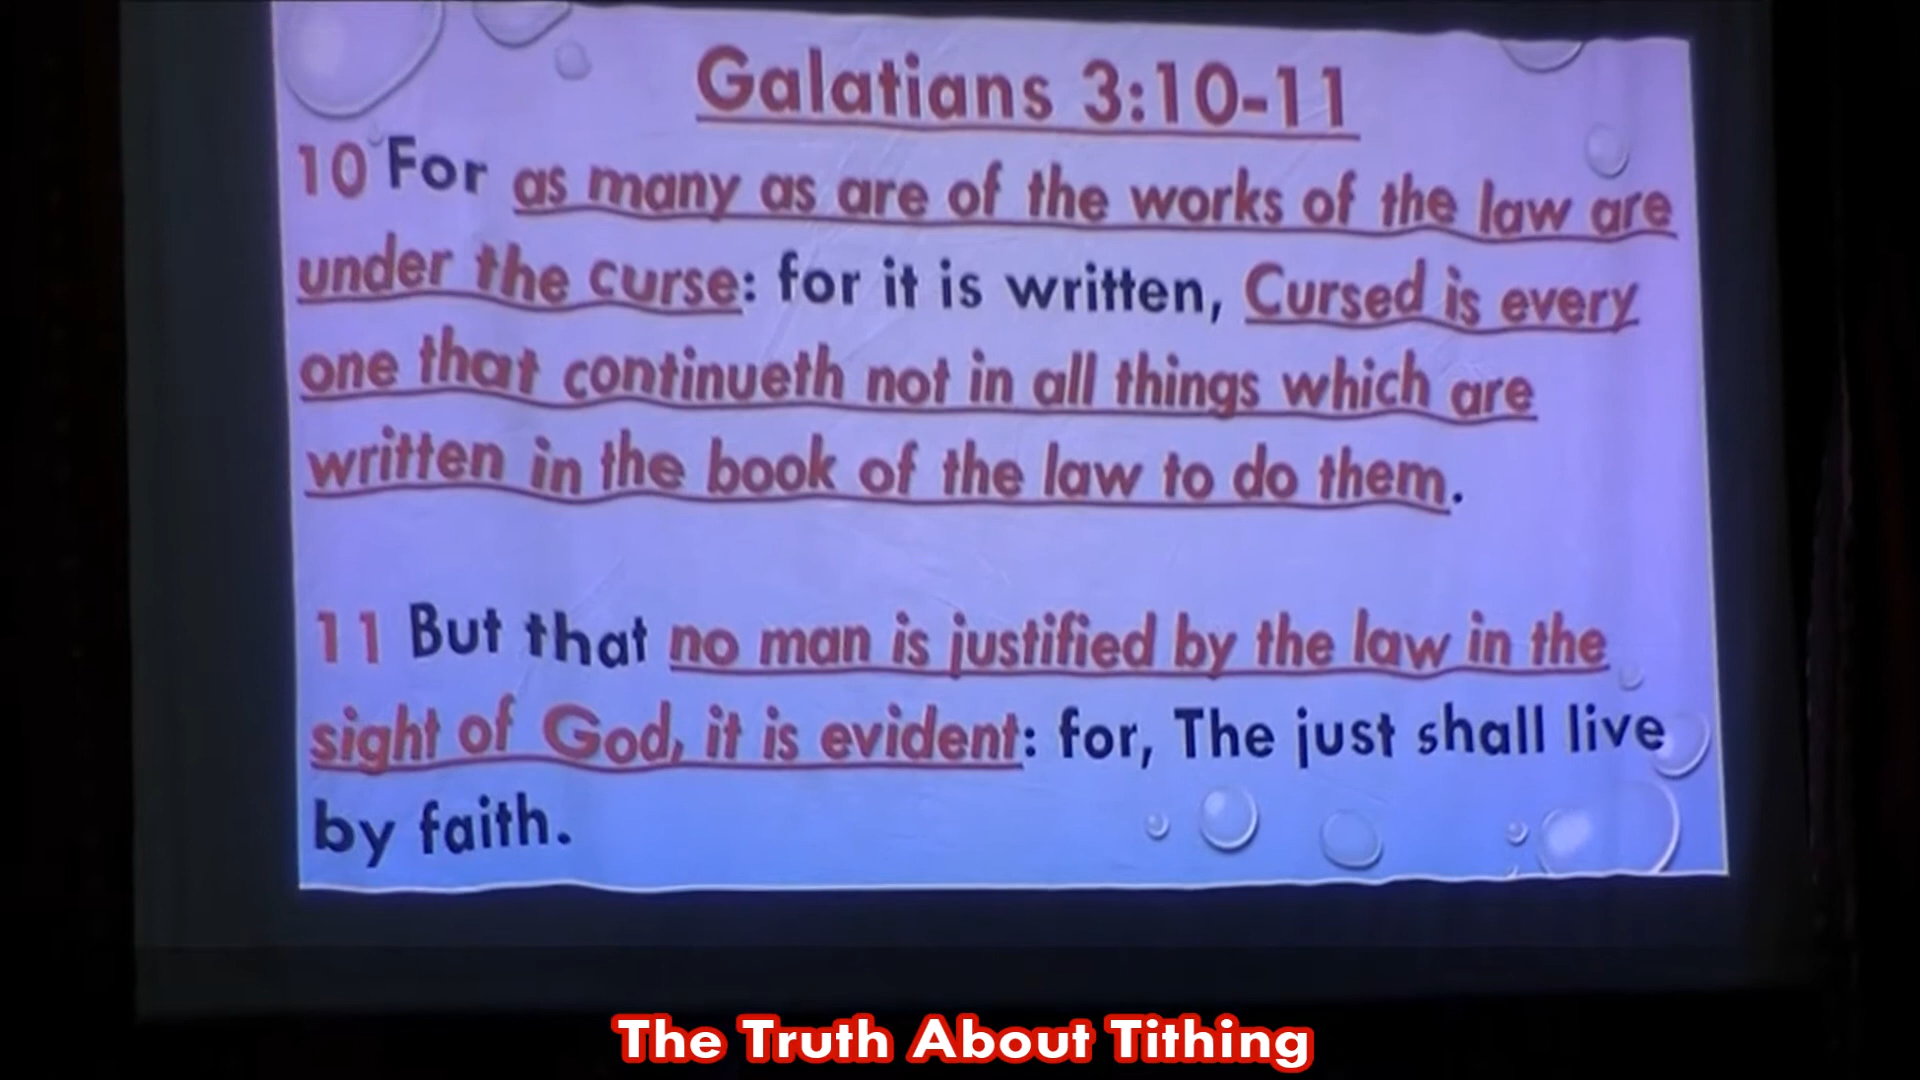 Galatians 3:10-11
10 For as many as are of the works of the law are
under the curse: for it is written, Cursed is every
one that continueth not in all things which are
written in the book of the law to do them.
11 But that no man is justified by the law in the
sight of God, it is evident: for, The just shall live
by faith.
The Truth About Tithing